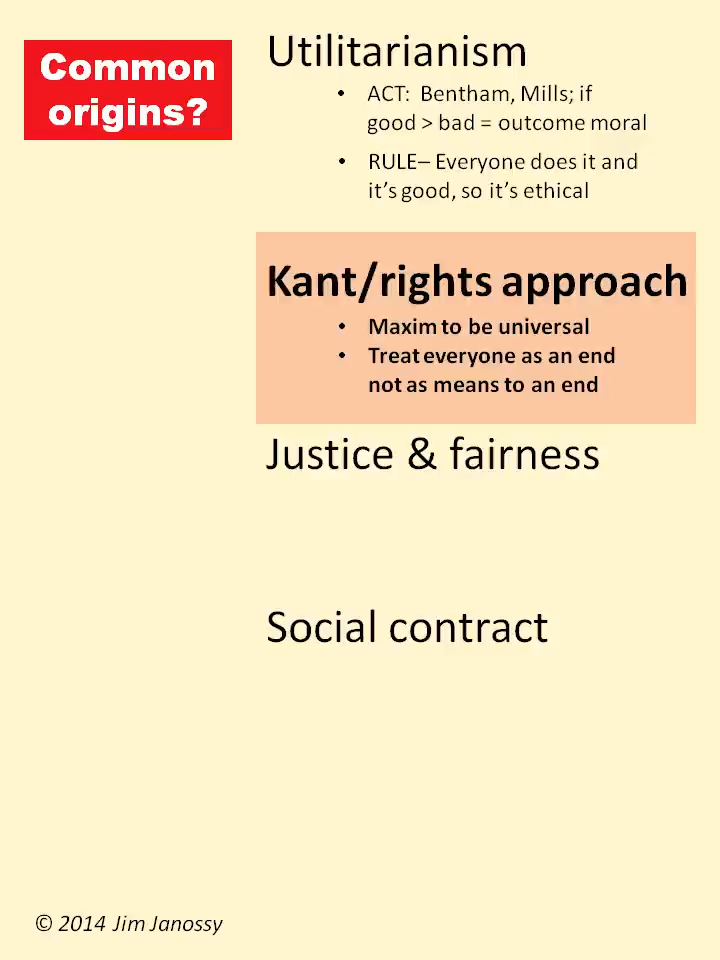 Common
origins?
Utilitarianism
• ACT: Bentham, Mills; if
good > bad = outcome moral
• RULE– Everyone does it and
it’s good, so it’s ethical
Kant/rights approach
• Maxim to be universal
• Treat everyone as an end
not as means to an end
Justice & fairness
Social contract
© 2014 Jim Janossy